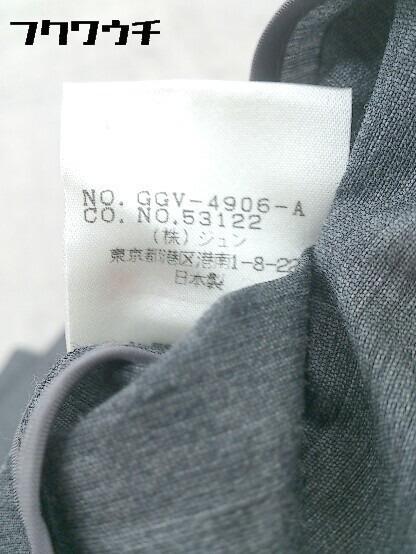 フクワウチ
NO. GGV-4906-A
CO. NO.53122
(株)ジュン
東京都港区港南1-8-22
日本製